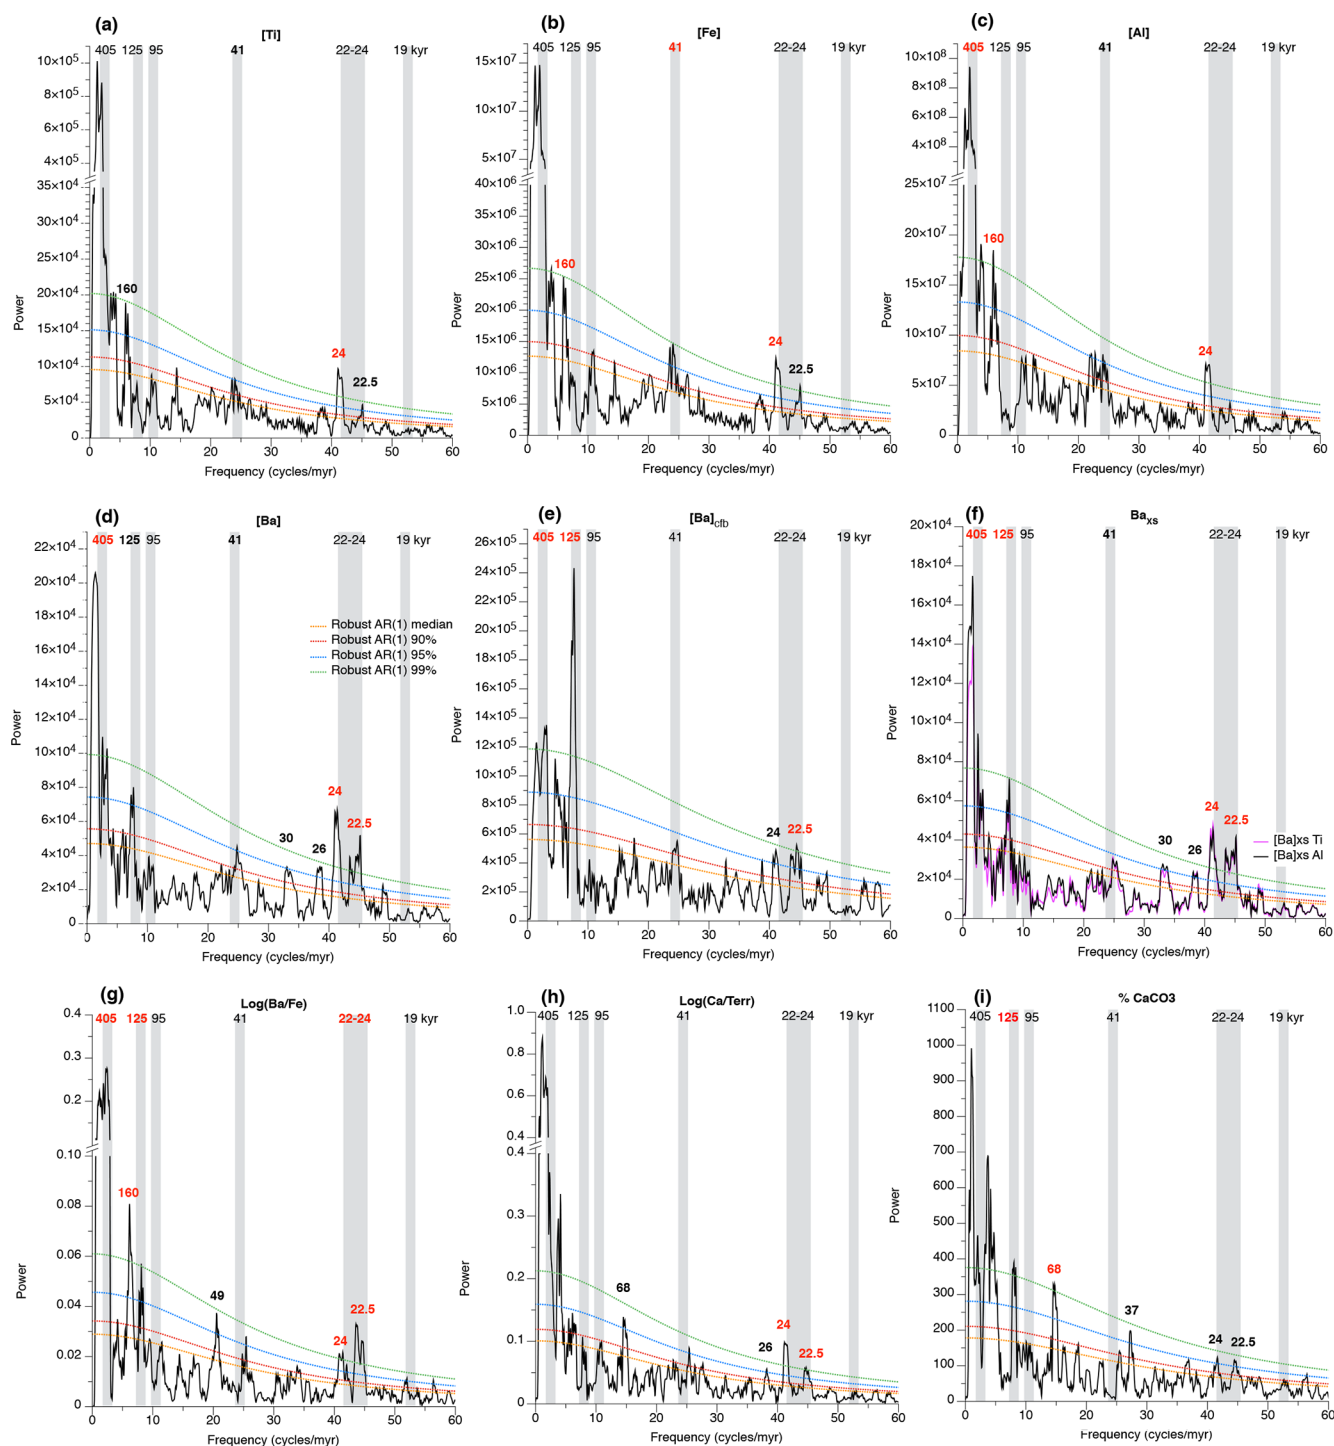 (a)
[Ti]
405 125 95 41 22-24 19 kyr
10×10⁵
8×10⁵
6×10⁵
4×10⁵
35×10⁴
30×10⁴
25×10⁴
20×10⁴
15×10⁴
10×10⁴
5×10⁴
0
160
24
22.5
Power
0 10 20 30 40 50 60
Frequency (cycles/myr)
(b)
[Fe]
405 125 95 41 22-24 19 kyr
15×10⁷
10×10⁷
5×10⁷
40×10⁶
35×10⁶
30×10⁶
25×10⁶
20×10⁶
15×10⁶
10×10⁶
5×10⁶
0
160
24
22.5
Power
0 10 20 30 40 50 60
Frequency (cycles/myr)
(c)
[Al]
405 125 95 41 22-24 19 kyr
10×10⁸
8×10⁸
6×10⁸
4×10⁸
25×10⁷
20×10⁷
15×10⁷
10×10⁷
5×10⁷
0
160
24
Power
0 10 20 30 40 50 60
Frequency (cycles/myr)
(d)
[Ba]
405 125 95 41 22-24 19 kyr
22×10⁴
20×10⁴
18×10⁴
16×10⁴
14×10⁴
12×10⁴
10×10⁴
8×10⁴
6×10⁴
4×10⁴
2×10⁴
0
Robust AR(1) median
Robust AR(1) 90%
Robust AR(1) 95%
Robust AR(1) 99%
30
26
24
22.5
Power
0 10 20 30 40 50 60
Frequency (cycles/myr)
(e)
[Ba]cfb
405 125 95 41 22-24 19 kyr
26×10⁵
24×10⁵
22×10⁵
20×10⁵
18×10⁵
16×10⁵
14×10⁵
12×10⁵
10×10⁵
8×10⁵
6×10⁵
4×10⁵
2×10⁵
0
24
22.5
Power
0 10 20 30 40 50 60
Frequency (cycles/myr)
(f)
Baxs
405 125 95 41 22-24 19 kyr
20×10⁴
18×10⁴
16×10⁴
14×10⁴
12×10⁴
10×10⁴
8×10⁴
6×10⁴
4×10⁴
2×10⁴
0
30
26
24
22.5
[Ba]xs Ti
[Ba]xs Al
Power
0 10 20 30 40 50 60
Frequency (cycles/myr)
(g)
Log(Ba/Fe)
405 125 95 41 22-24 19 kyr
0.4
0.2
0.10
0.08
0.06
0.04
0.02
0
160
49
24
22.5
Power
0 10 20 30 40 50 60
Frequency (cycles/myr)
(h)
Log(Ca/Terr)
405 125 95 41 22-24 19 kyr
1.0
0.8
0.6
0.4
0.4
0.3
0.2
0.1
0
68
26
24
22.5
Power
0 10 20 30 40 50 60
Frequency (cycles/myr)
(i)
% CaCO3
405 125 95 41 22-24 19 kyr
1100
1000
900
800
700
600
500
400
300
200
100
0
68
37
24
22.5
Power
0 10 20 30 40 50 60
Frequency (cycles/myr)